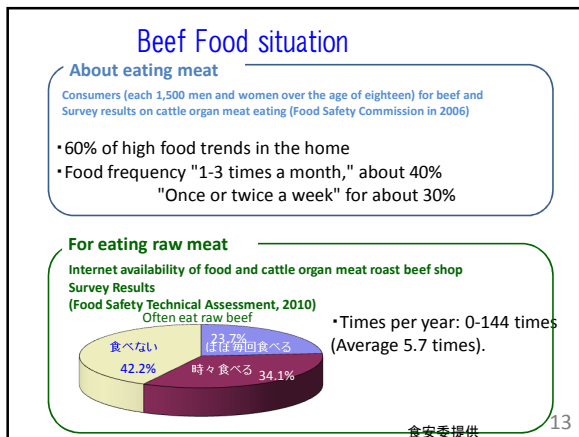 Beef Food situation
About eating meat
Consumers (each 1,500 men and women over the age of eighteen) for beef and
Survey results on cattle organ meat eating (Food Safety Commission in 2006)
・60% of high food trends in the home
・Food frequency "1-3 times a month," about 40%
"Once or twice a week" for about 30%
For eating raw meat
Internet availability of food and cattle organ meat roast beef shop
Survey Results
(Food Safety Technical Assessment, 2010)
Often eat raw beef
23.7%
ほぼ毎回食べる
食べない
42.2%
時々食べる
34.1%
・Times per year: 0-144 times
(Average 5.7 times).
食安委提供
13